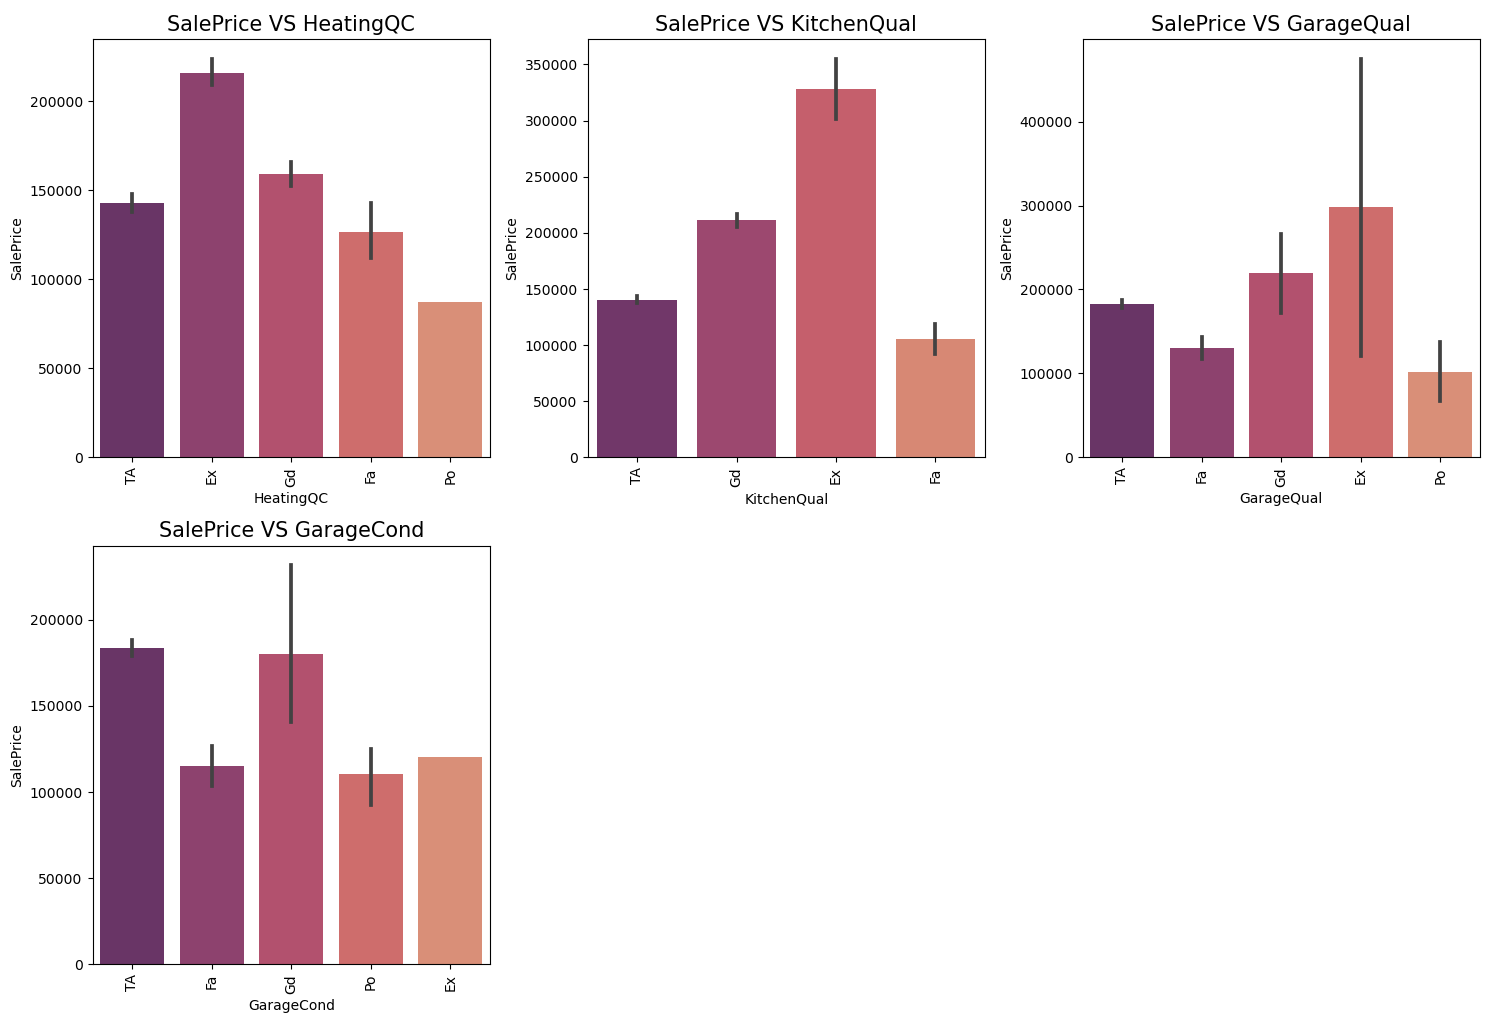 SalePrice VS HeatingQC
SalePrice
200000
150000
100000
50000
0
TA
Ex
Gd
Fa
Po
HeatingQC
SalePrice VS KitchenQual
SalePrice
350000
300000
250000
200000
150000
100000
50000
0
TA
Gd
Ex
Fa
KitchenQual
SalePrice VS GarageQual
SalePrice
400000
300000
200000
100000
0
TA
Fa
Gd
Ex
Po
GarageQual
SalePrice VS GarageCond
SalePrice
200000
150000
100000
50000
0
TA
Fa
Gd
Po
Ex
GarageCond